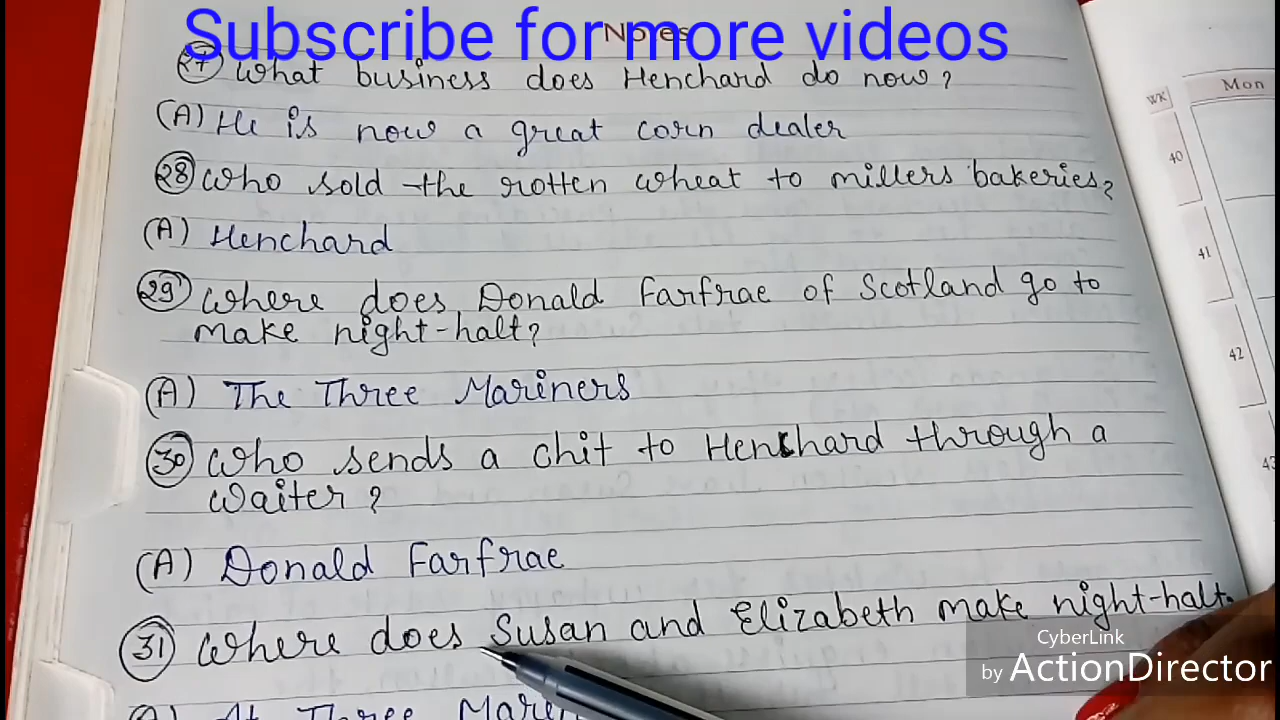 Subscribe for more videos
Notes
27 What business does Henchard do now?
(A) He is now a great corn dealer
28 Who sold the rotten wheat to millers bakeries?
(A) Henchard
29 Where does Donald Farfrae of Scotland go to
make night-halt?
(A) The Three Mariners
30 Who sends a chit to Henchard through a
waiter?
(A) Donald Farfrae
31 Where does Susan and Elizabeth make night-halt
(A) At Three
WK
Mon
40
41
42
CyberLink
by ActionDirector